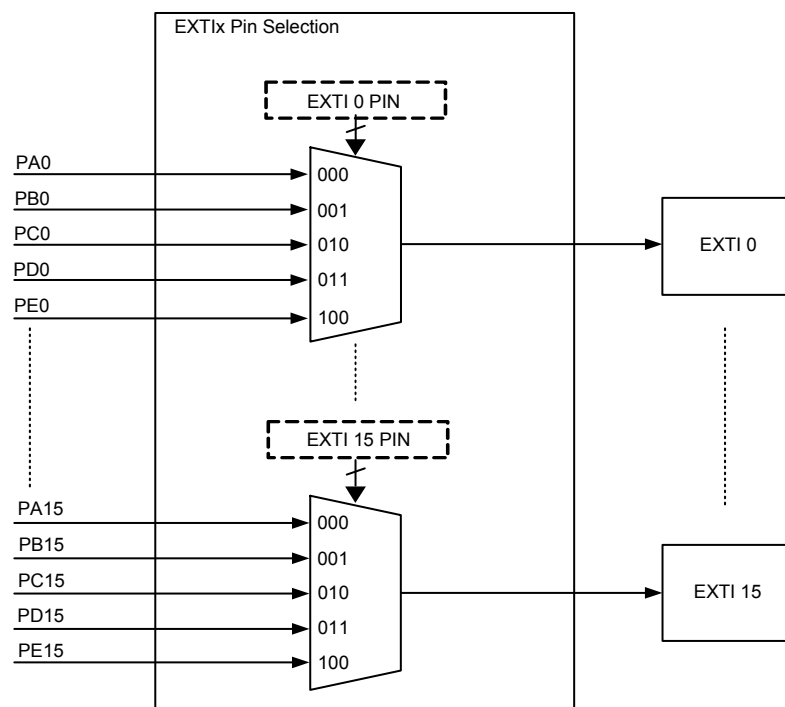 EXTIx Pin Selection
EXTI 0 PIN
PA0
000
PB0
001
PC0
010
EXTI 0
PD0
011
PE0
100
EXTI 15 PIN
PA15
000
PB15
001
PC15
010
EXTI 15
PD15
011
PE15
100